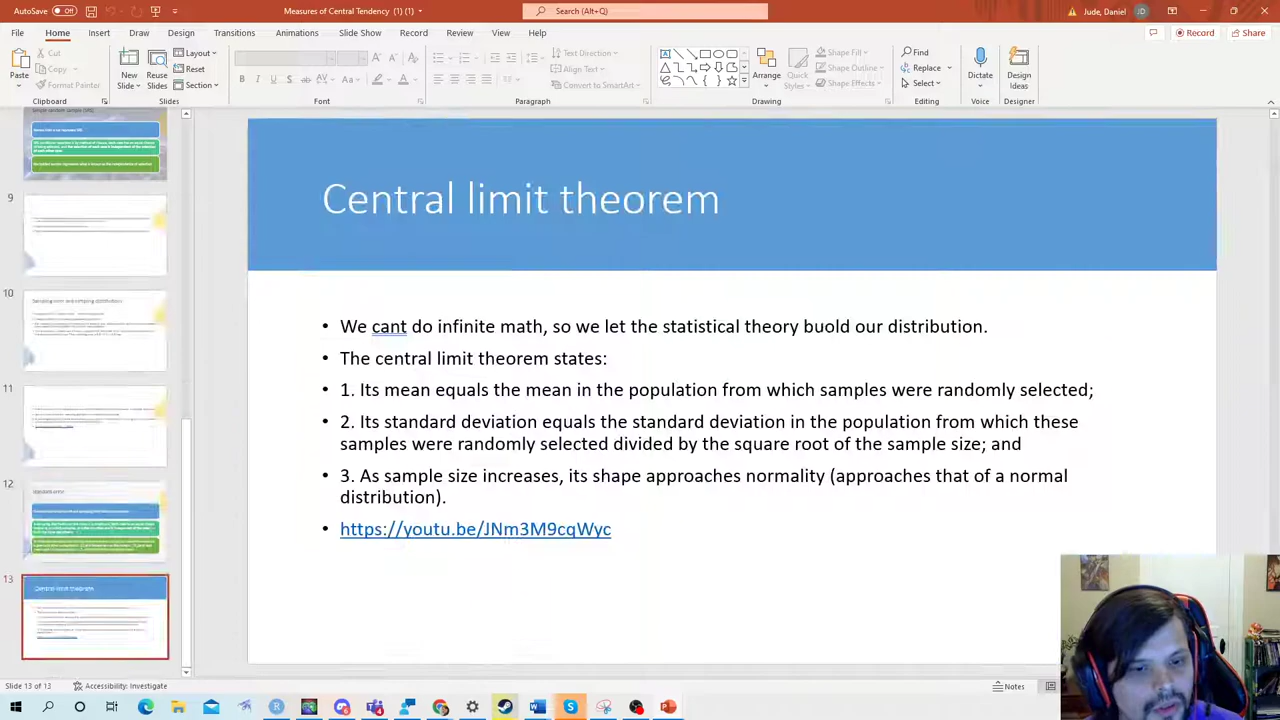 AutoSave Off Measures of Central Tendency (1) (1) Search (Alt+Q) Jude, Daniel JD
File Home Insert Draw Design Transitions Animations Slide Show Record Review View Help Record Share
Paste Cut Copy Format Painter
New Slide Reuse Slides Layout Reset Section
Text Direction Align Text Convert to SmartArt
Arrange Quick Styles Shape Fill Shape Outline Shape Effects
Find Replace Select Dictate Design Ideas
Clipboard Slides Font Paragraph Drawing Editing Voice Designer
9
10
11
12
13
Central limit theorem
Central limit theorem
• We cant do infinite math, so we let the statistical theory buold our distribution.
• The central limit theorem states:
• 1. Its mean equals the mean in the population from which samples were randomly selected;
• 2. Its standard deviation equals the standard deviation in the population from which these
samples were randomly selected divided by the square root of the sample size; and
• 3. As sample size increases, its shape approaches normality (approaches that of a normal
distribution).
• https://youtu.be/JNm3M9cqWyc
Slide 13 of 13 Accessibility: Investigate Notes